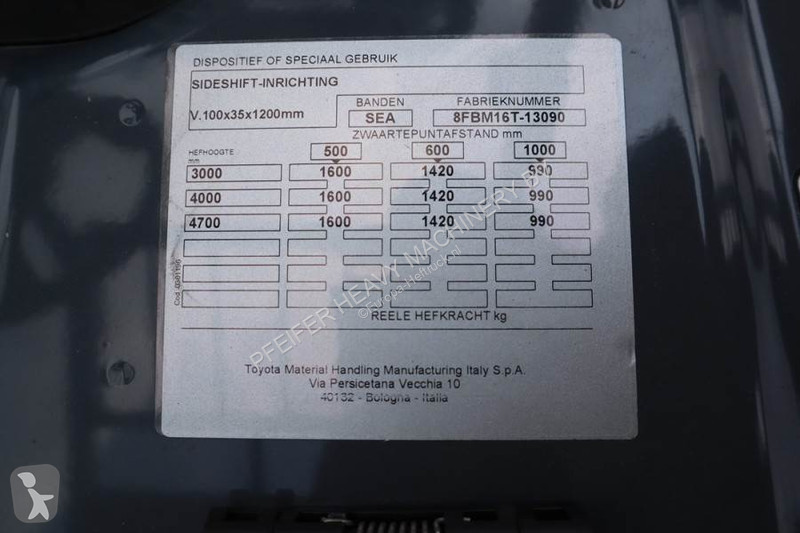 DISPOSITIEF OF SPECIAAL GEBRUIK
SIDESHIFT-INRICHTING
V.100x35x1200mm
BANDEN
SEA
FABRIEKNUMMER
8FBM16T-13090
ZWAARTEPUNTAFSTAND mm
HEFHOOGTE
mm
500 600 1000
3000 1600 1420 990
4000 1600 1420 990
4700 1600 1420 990
REELE HEFKRACHT kg
Toyota Material Handling Manufacturing Italy S.p.A.
Via Persicetana Vecchia 10
40132 - Bologna - Italia
PFEIFER HEAVY MACHINERY